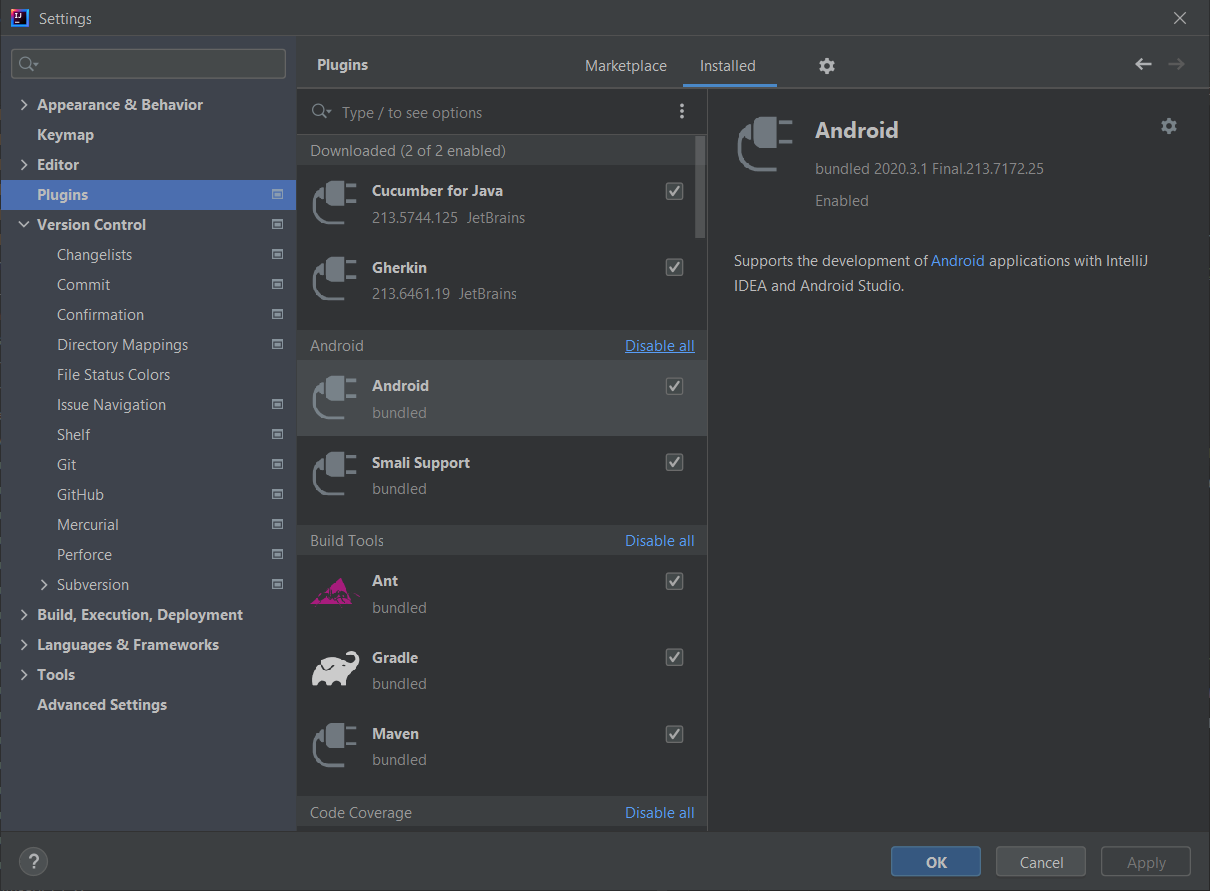 Settings
Appearance & Behavior
Keymap
Editor
Plugins
Version Control
Changelists
Commit
Confirmation
Directory Mappings
File Status Colors
Issue Navigation
Shelf
Git
GitHub
Mercurial
Perforce
Subversion
Build, Execution, Deployment
Languages & Frameworks
Tools
Advanced Settings
Plugins
Marketplace
Installed
Type / to see options
Downloaded (2 of 2 enabled)
Cucumber for Java
213.5744.125 JetBrains
Gherkin
213.6461.19 JetBrains
Android Disable all
Android
bundled
Smali Support
bundled
Build Tools Disable all
Ant
bundled
Gradle
bundled
Maven
bundled
Code Coverage Disable all
Android
bundled 2020.3.1 Final.213.7172.25
Enabled
Supports the development of Android applications with IntelliJ
IDEA and Android Studio.
?
OK
Cancel
Apply